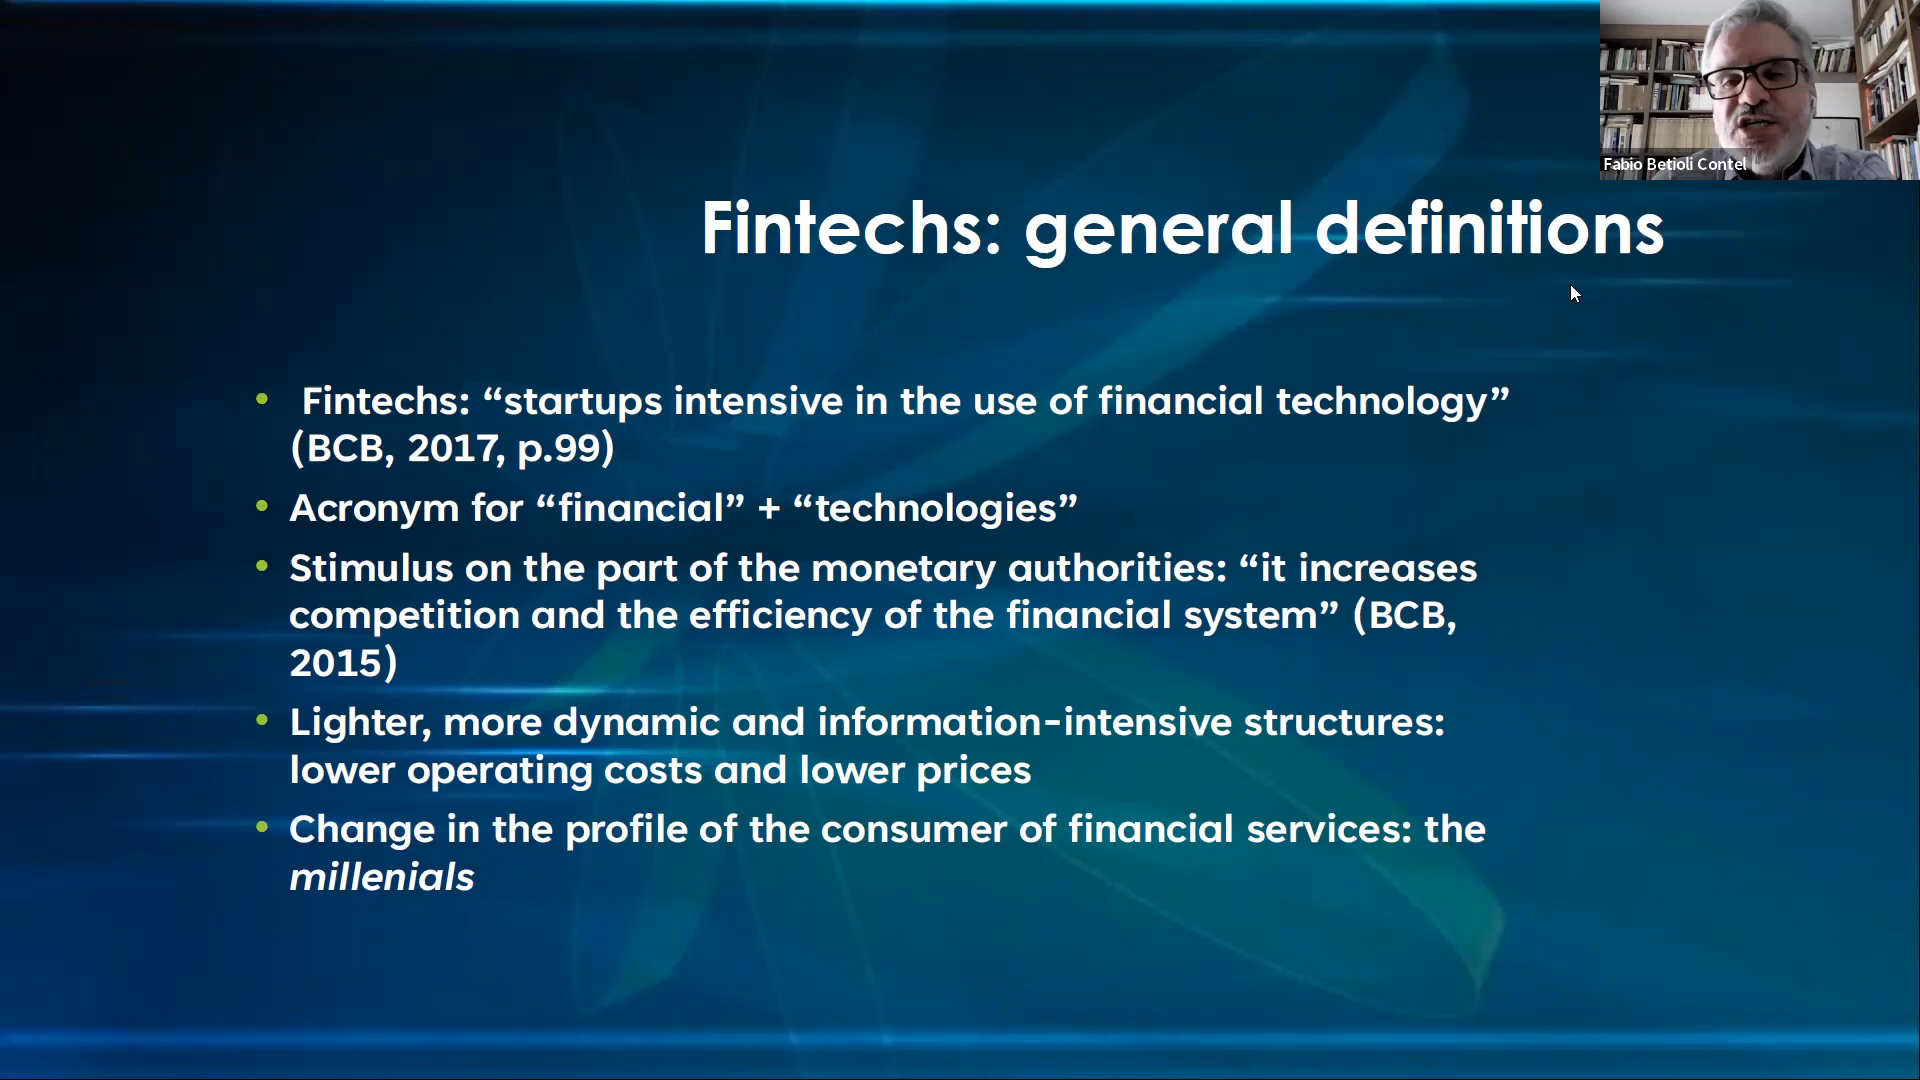 Fabio Betioli Contel
Fintechs: general definitions
• Fintechs: “startups intensive in the use of financial technology”
(BCB, 2017, p.99)
• Acronym for “financial” + “technologies”
• Stimulus on the part of the monetary authorities: “it increases
competition and the efficiency of the financial system” (BCB,
2015)
• Lighter, more dynamic and information-intensive structures:
lower operating costs and lower prices
• Change in the profile of the consumer of financial services: the
millenials